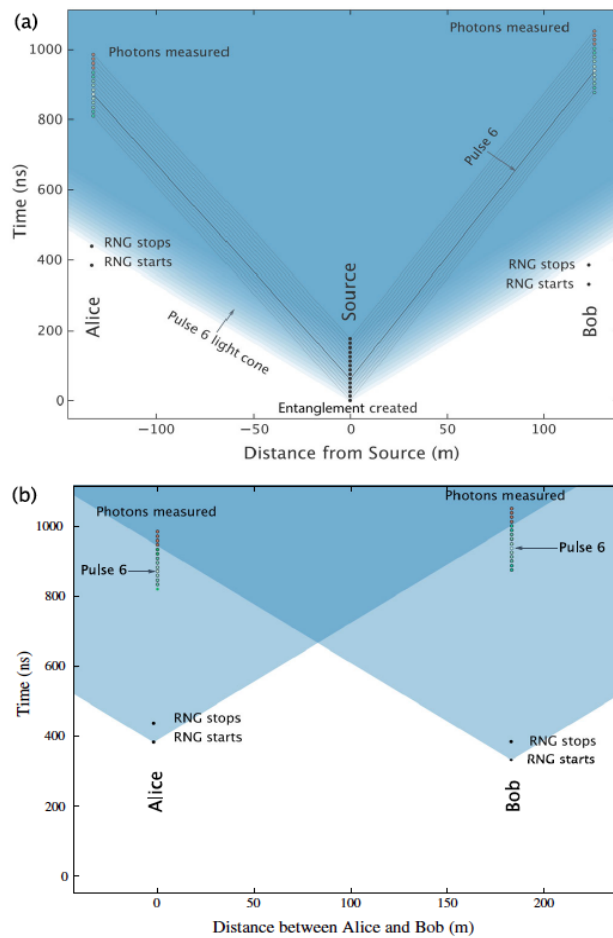 (a)
1000
800
600
400
200
0
Time (ns)
Photons measured
Photons measured
Pulse 6
RNG stops
RNG starts
RNG stops
RNG starts
Alice
Source
Bob
Pulse 6 light cone
Entanglement created
−100
−50
0
50
100
Distance from Source (m)
(b)
1000
800
600
400
200
0
Time (ns)
Photons measured
Photons measured
Pulse 6
Pulse 6
RNG stops
RNG starts
RNG stops
RNG starts
Alice
Bob
0
50
100
150
200
Distance between Alice and Bob (m)